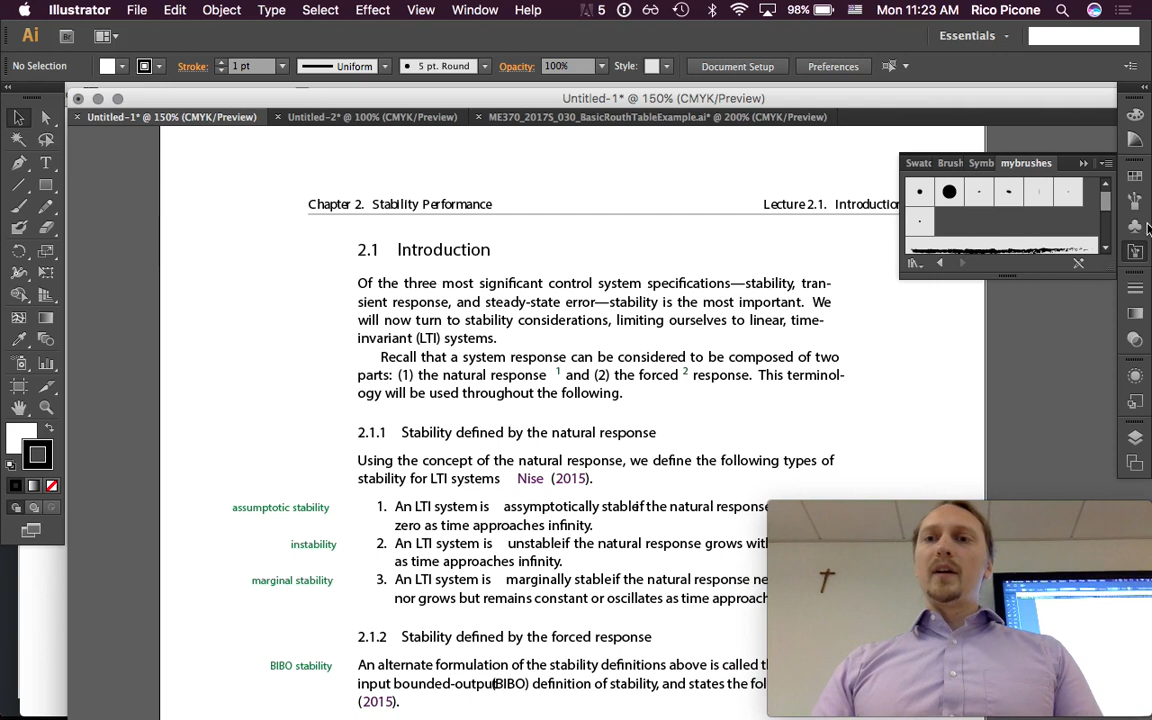 Illustrator File Edit Object Type Select Effect View Window Help 5 98% Mon 11:23 AM Rico Picone
Ai Br Essentials
No Selection Stroke: 1 pt Uniform 5 pt. Round Opacity: 100% Style: Document Setup Preferences
Untitled-1* @ 150% (CMYK/Preview)
Untitled-1* @ 150% (CMYK/Preview) Untitled-2* @ 100% (CMYK/Preview) ME370_2017S_030_BasicRouthTableExample.ai* @ 200% (CMYK/Preview)
Swatc Brush Symb mybrushes
Chapter 2. Stability Performance Lecture 2.1. Introduction
2.1 Introduction
Of the three most significant control system specifications—stability, tran-
sient response, and steady-state error—stability is the most important. We
will now turn to stability considerations, limiting ourselves to linear, time-
invariant (LTI) systems.
Recall that a system response can be considered to be composed of two
parts: (1) the natural response 1 and (2) the forced 2 response. This terminol-
ogy will be used throughout the following.
2.1.1 Stability defined by the natural response
Using the concept of the natural response, we define the following types of
stability for LTI systems Nise (2015).
assumptotic stability 1. An LTI system is assymptotically stable if the natural response
zero as time approaches infinity.
instability 2. An LTI system is unstable if the natural response grows with
as time approaches infinity.
marginal stability 3. An LTI system is marginally stable if the natural response ne
nor grows but remains constant or oscillates as time approach
2.1.2 Stability defined by the forced response
BIBO stability An alternate formulation of the stability definitions above is called th
input bounded-output (BIBO) definition of stability, and states the fol
(2015).